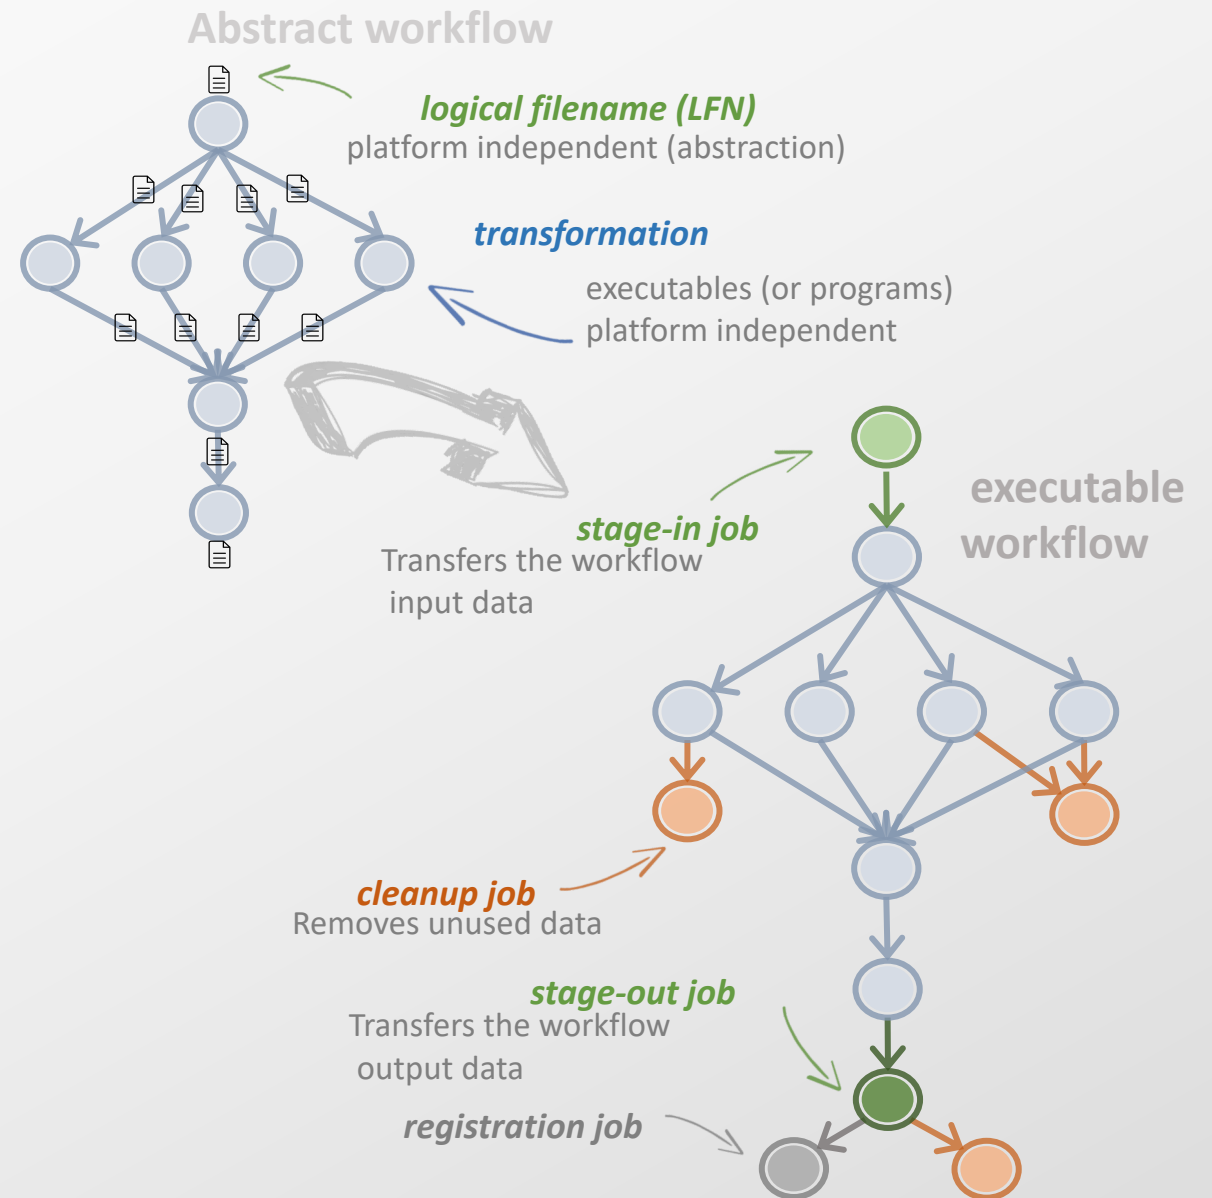 Abstract workflow
logical filename (LFN)
platform independent (abstraction)
transformation
executables (or programs)
platform independent
executable
workflow
stage-in job
Transfers the workflow
input data
cleanup job
Removes unused data
stage-out job
Transfers the workflow
output data
registration job